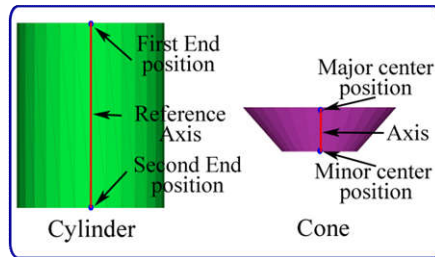 First End
position
Reference
Axis
Second End
position
Cylinder
Major center
position
Axis
Minor center
position
Cone